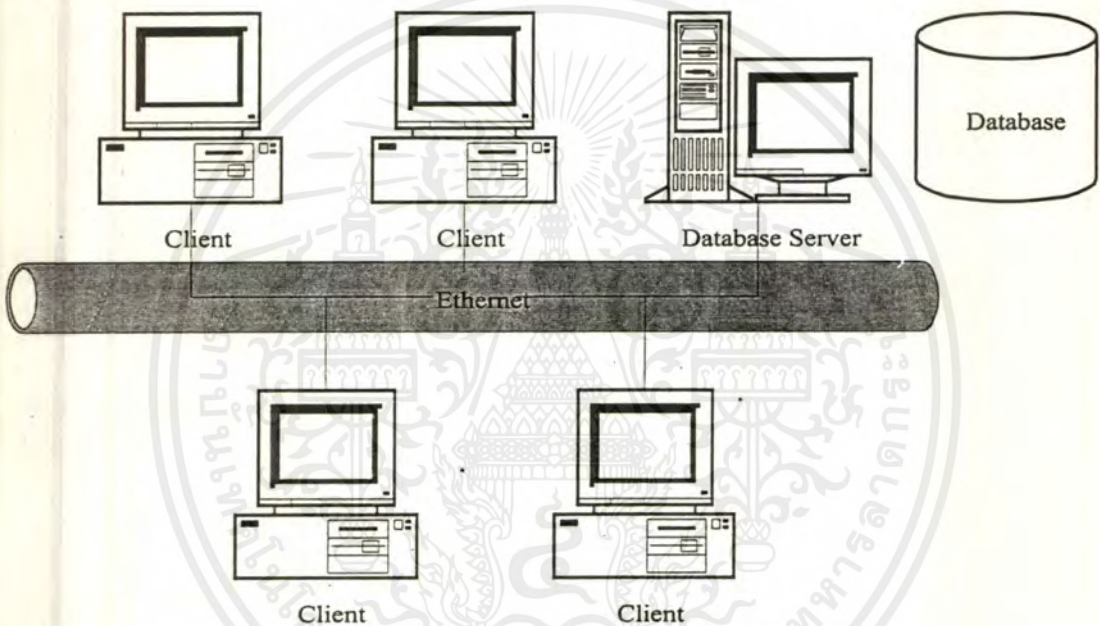 Database
Client
Client
Database Server
Ethernet
Client
Client